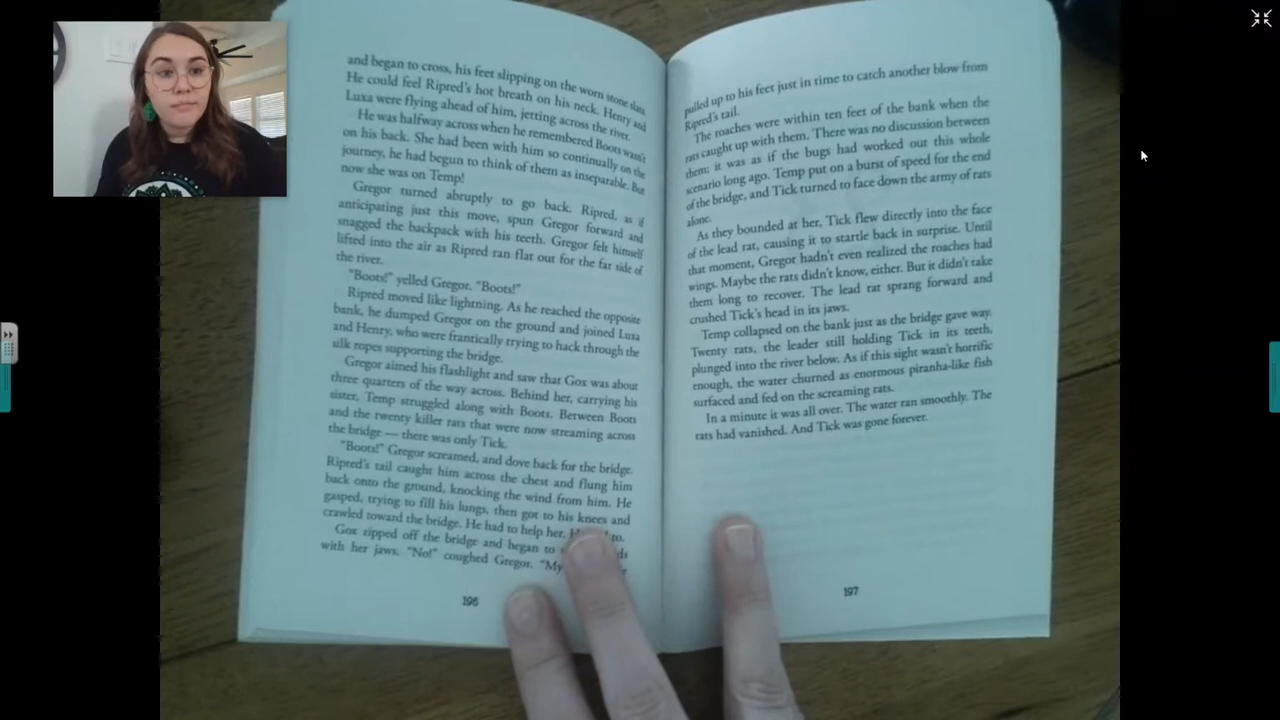 and began to cross, his feet slipping on the worn stone slats.
He could feel Ripred's hot breath on his neck. Henry and
Luxa were flying ahead of him, jetting across the river.
He was halfway across when he remembered Boots wasn't
on his back. She had been with him so continually on the
journey, he had begun to think of them as inseparable. But
now she was on Temp!
Gregor turned abruptly to go back. Ripred, as if
anticipating just this move, spun Gregor forward and
snagged the backpack with his teeth. Gregor felt himself
lifted into the air as Ripred ran flat out for the far side of
the river.
"Boots!" yelled Gregor. "Boots!"
Ripred moved like lightning. As he reached the opposite
bank, he dumped Gregor on the ground and joined Luxa
and Henry, who were frantically trying to hack through the
silk ropes supporting the bridge.
Gregor aimed his flashlight and saw that Gox was about
three quarters of the way across. Behind her, carrying his
sister, Temp struggled along with Boots. Between Boots
and the twenty killer rats that were now streaming across
the bridge — there was only Tick.
"Boots!" Gregor screamed, and dove back for the bridge.
Ripred's tail caught him across the chest and flung him
back onto the ground, knocking the wind from him. He
gasped, trying to fill his lungs, then got to his knees and
crawled toward the bridge. He had to help her. to.
Gox zipped off the bridge and began to
with her jaws. "No!" coughed Gregor. "My
196
pulled up to his feet just in time to catch another blow from
Ripred's tail.
The roaches were within ten feet of the bank when the
rats caught up with them. There was no discussion between
them; it was as if the bugs had worked out this whole
scenario long ago. Temp put on a burst of speed for the end
of the bridge, and Tick turned to face down the army of rats
alone.
As they bounded at her, Tick flew directly into the face
of the lead rat, causing it to startle back in surprise. Until
that moment, Gregor hadn't even realized the roaches had
wings. Maybe the rats didn't know, either. But it didn't take
them long to recover. The lead rat sprang forward and
crushed Tick's head in its jaws.
Temp collapsed on the bank just as the bridge gave way.
Twenty rats, the leader still holding Tick in its teeth,
plunged into the river below. As if this sight wasn't horrific
enough, the water churned as enormous piranha-like fish
surfaced and fed on the screaming rats.
In a minute it was all over. The water ran smoothly. The
rats had vanished. And Tick was gone forever.
197